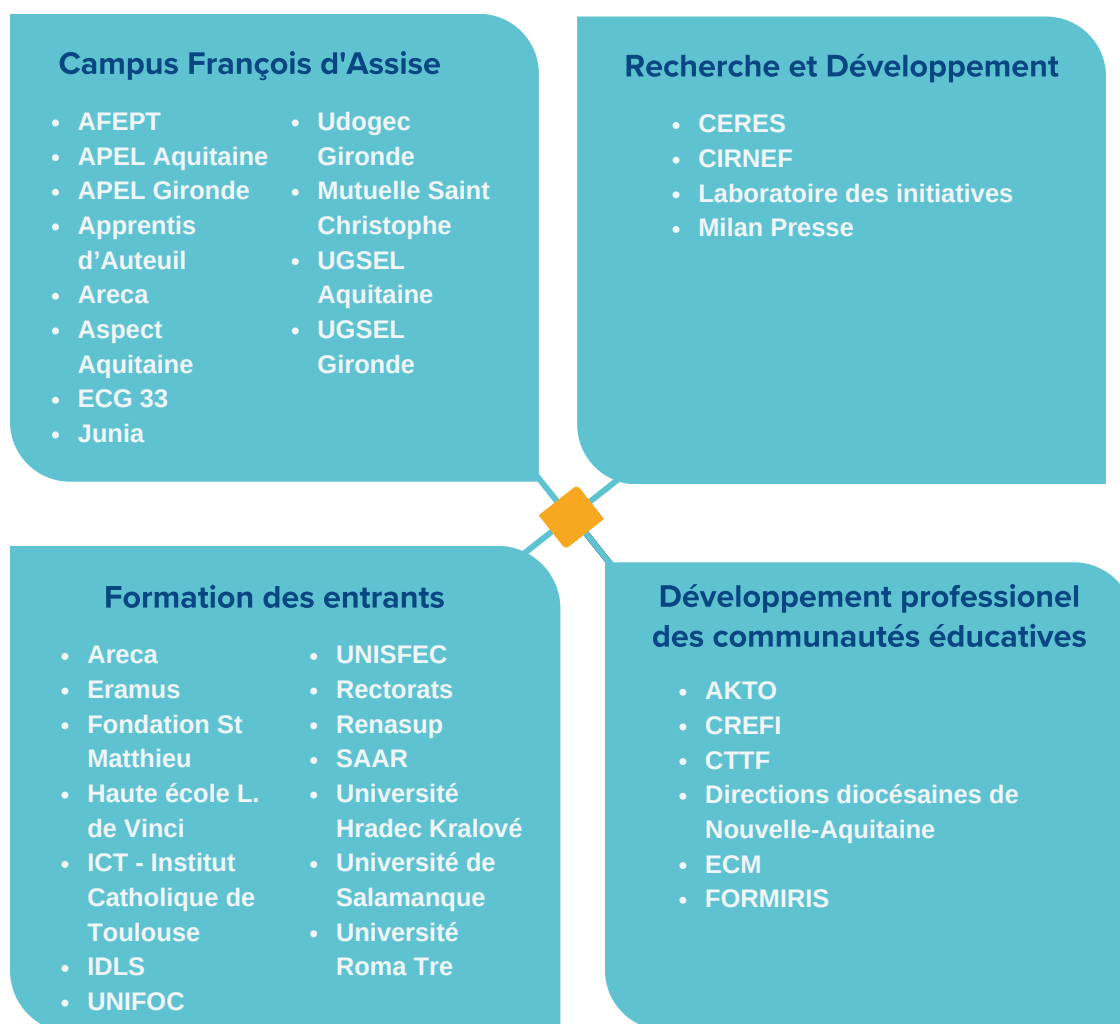 Campus François d'Assise
• AFEPT
• APEL Aquitaine
• APEL Gironde
• Apprentis
d’Auteuil
• Areca
• Aspect
Aquitaine
• ECG 33
• Junia
• Udogec
Gironde
• Mutuelle Saint
Christophe
• UGSEL
Aquitaine
• UGSEL
Gironde
Recherche et Développement
• CERES
• CIRNEF
• Laboratoire des initiatives
• Milan Presse
Formation des entrants
• Areca
• Eramus
• Fondation St
Matthieu
• Haute école L.
de Vinci
• ICT - Institut
Catholique de
Toulouse
• IDLS
• UNIFOC
• UNISFEC
• Rectorats
• Renasup
• SAAR
• Université
Hradec Kralové
• Université de
Salamanque
• Université
Roma Tre
Développement professionel
des communautés éducatives
• AKTO
• CREFI
• CTTF
• Directions diocésaines de
Nouvelle-Aquitaine
• ECM
• FORMIRIS